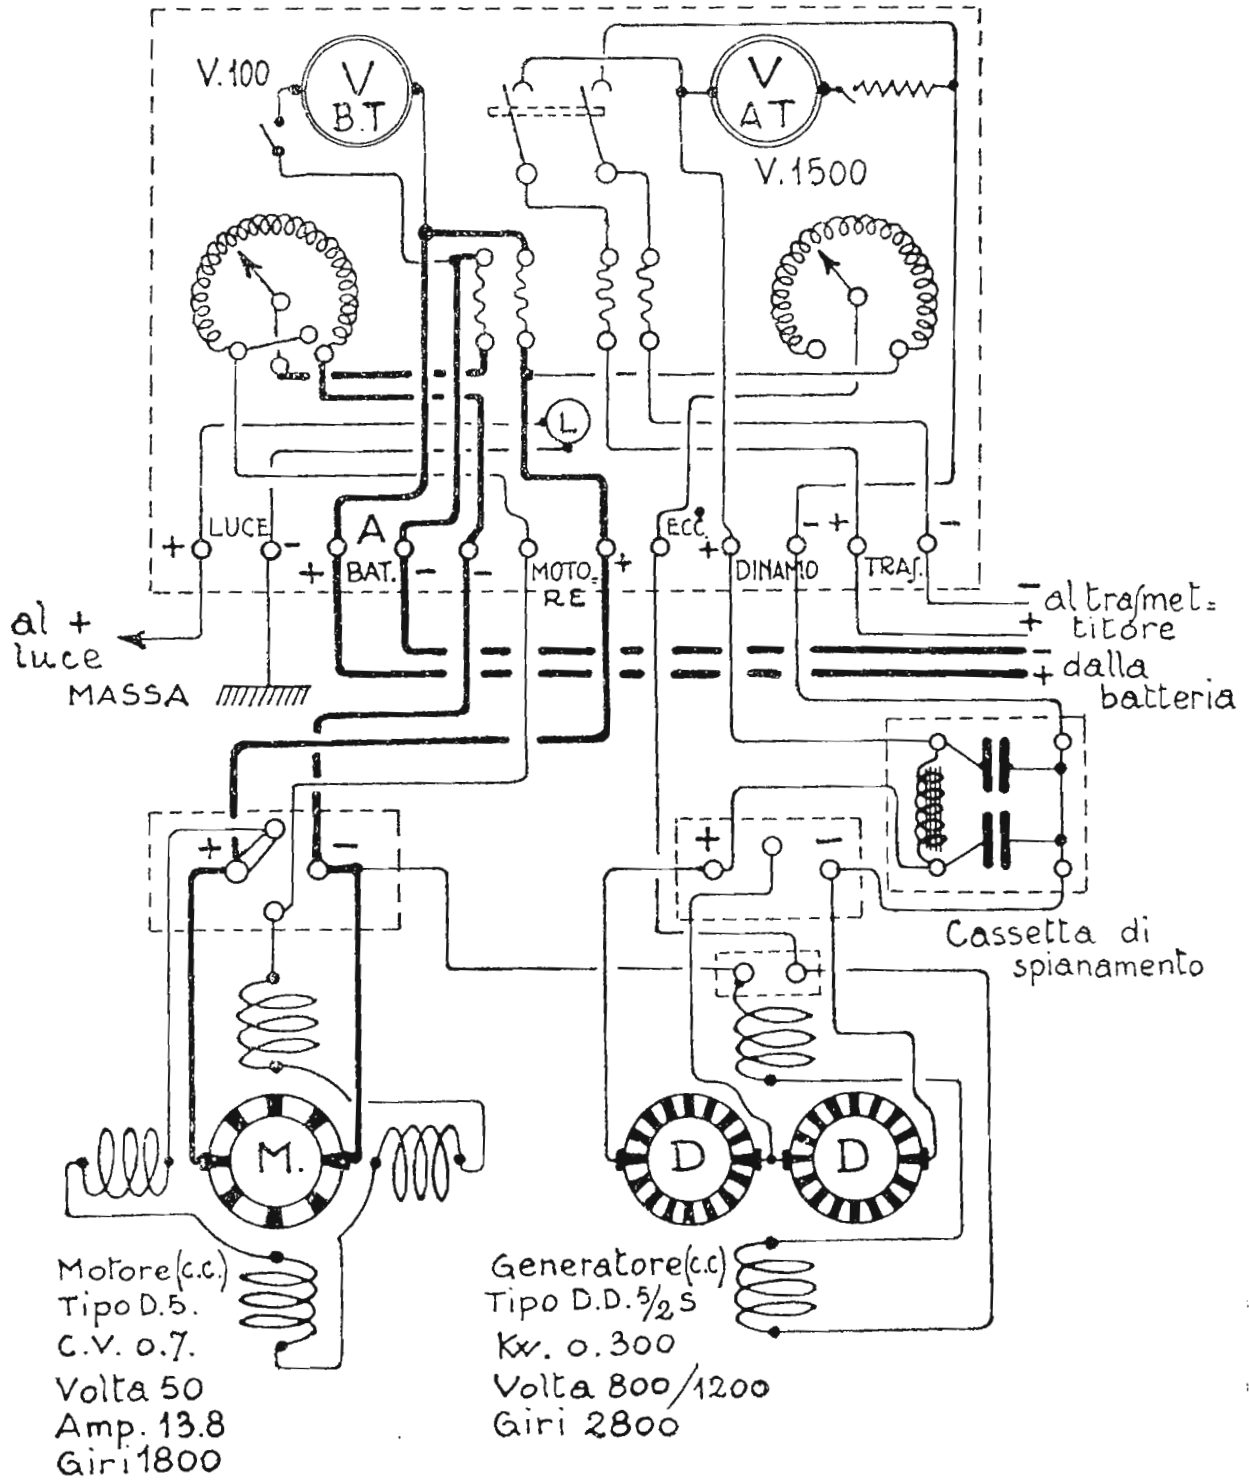 V.100
V
B.T
V
A T
V.1500
L
+ LUCE -
A
+ BAT. -
- MOTO= +
RE
ECC.
+ DINAMO -
+ TRAS. -
al +
luce
MASSA
- al trasmet=
+ titore
-
+ dalla
batteria
+ -
+ -
Cassetta di
spianamento
M.
D
D
Motore (c.c.)
Tipo D.5.
C.V. 0.7.
Volta 50
Amp. 13.8
Giri 1800
Generatore (c.c)
Tipo D.D. 5/2 S
Kw. 0.300
Volta 800/1200
Giri 2800